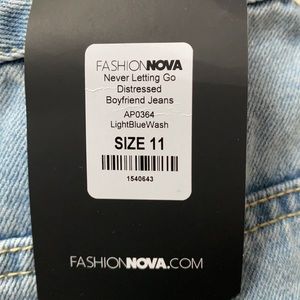 FASHIONNOVA
Never Letting Go
Distressed
Boyfriend Jeans
AP0364
LightBlueWash
SIZE 11
1540643
FASHIONNOVA.COM